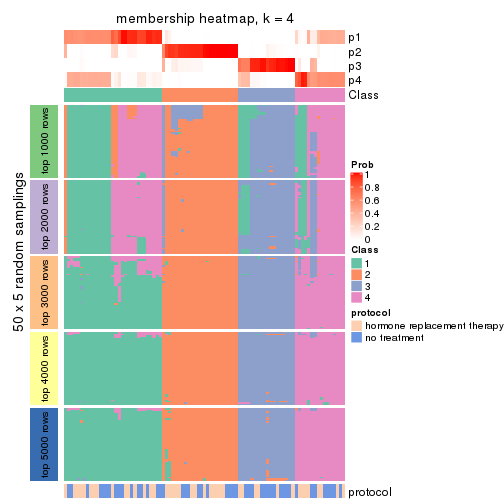 membership heatmap, k = 4
p1
p2
p3
p4
Class
50 x 5 random samplings
top 1000 rows
top 2000 rows
top 3000 rows
top 4000 rows
top 5000 rows
Prob
1
0.8
0.6
0.4
0.2
0
Class
1
2
3
4
protocol
hormone replacement therapy
no treatment
protocol